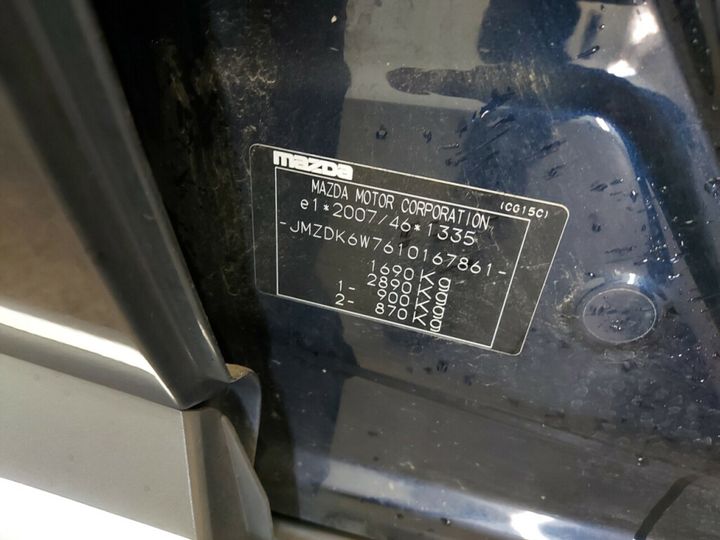 mazda
MAZDA MOTOR CORPORATION (CG15C)
e1*2007/46*1335
-JMZDK6W7610167861-
1690 Kg
2890 Kg
1- 900 Kg
2- 870 Kg